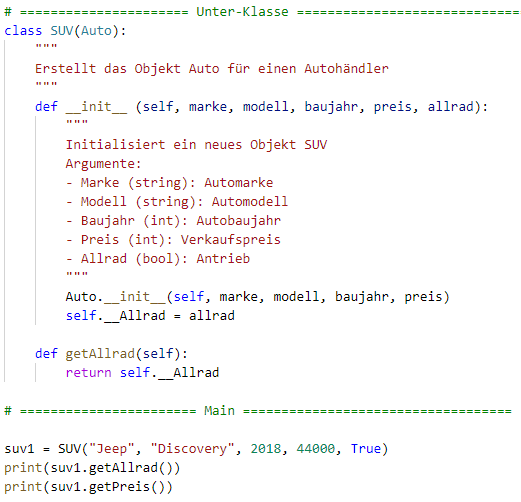 # ====================== Unter-Klasse =============================
class SUV(Auto):
    """
    Erstellt das Objekt Auto für einen Autohändler
    """
    def __init__ (self, marke, modell, baujahr, preis, allrad):
        """
        Initialisiert ein neues Objekt SUV
        Argumente:
        - Marke (string): Automarke
        - Modell (string): Automodell
        - Baujahr (int): Autobaujahr
        - Preis (int): Verkaufspreis
        - Allrad (bool): Antrieb
        """
        Auto.__init__(self, marke, modell, baujahr, preis)
        self.__Allrad = allrad

    def getAllrad(self):
        return self.__Allrad

# ======================= Main ===================================

suv1 = SUV("Jeep", "Discovery", 2018, 44000, True)
print(suv1.getAllrad())
print(suv1.getPreis())